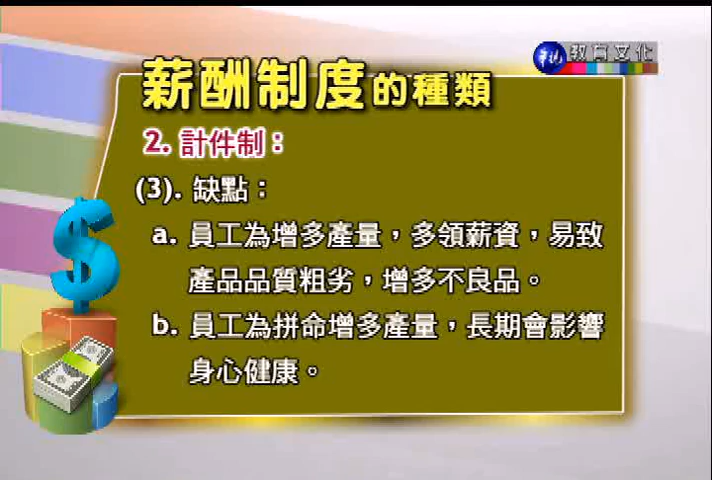 華視 教育文化
薪酬制度的種類
2. 計件制：
(3). 缺點：
a. 員工為增多產量，多領薪資，易致
產品品質粗劣，增多不良品。
b. 員工為拼命增多產量，長期會影響
身心健康。